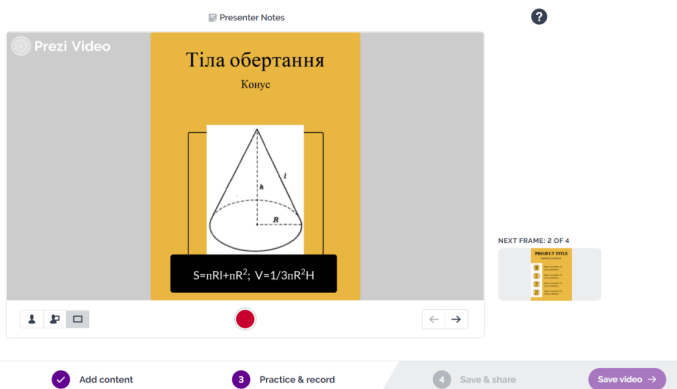 Presenter Notes
?
Prezi Video
Тіла обертання
Конус
l
h
R
S=πRl+πR²; V=1/3πR²H
NEXT FRAME: 2 OF 4
PROJECT TITLE
Add content
3 Practice & record
4 Save & share
Save video